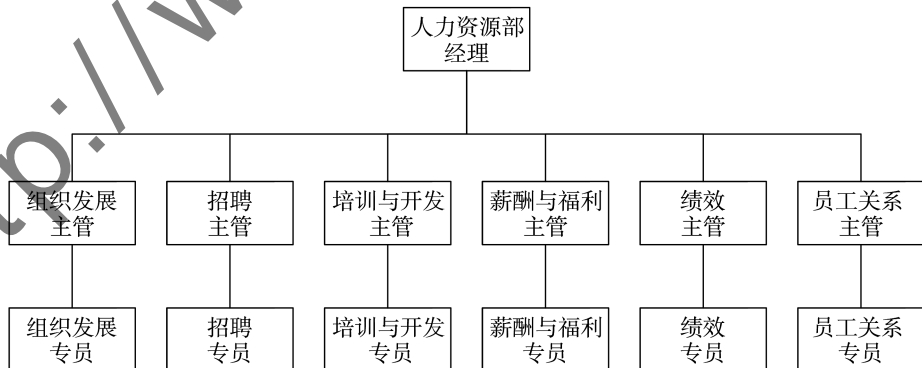 人力资源部
经理
组织发展
主管
招聘
主管
培训与开发
主管
薪酬与福利
主管
绩效
主管
员工关系
主管
组织发展
专员
招聘
专员
培训与开发
专员
薪酬与福利
专员
绩效
专员
员工关系
专员
tp://w